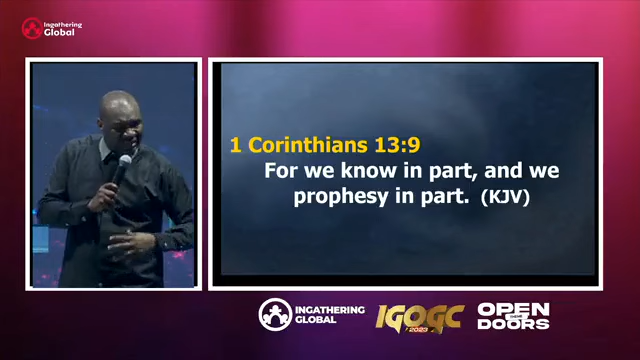 Ingathering
Global
1 Corinthians 13:9
For we know in part, and we
prophesy in part. (KJV)
INGATHERING
GLOBAL
IGOGC
2023
OPEN
DOORS